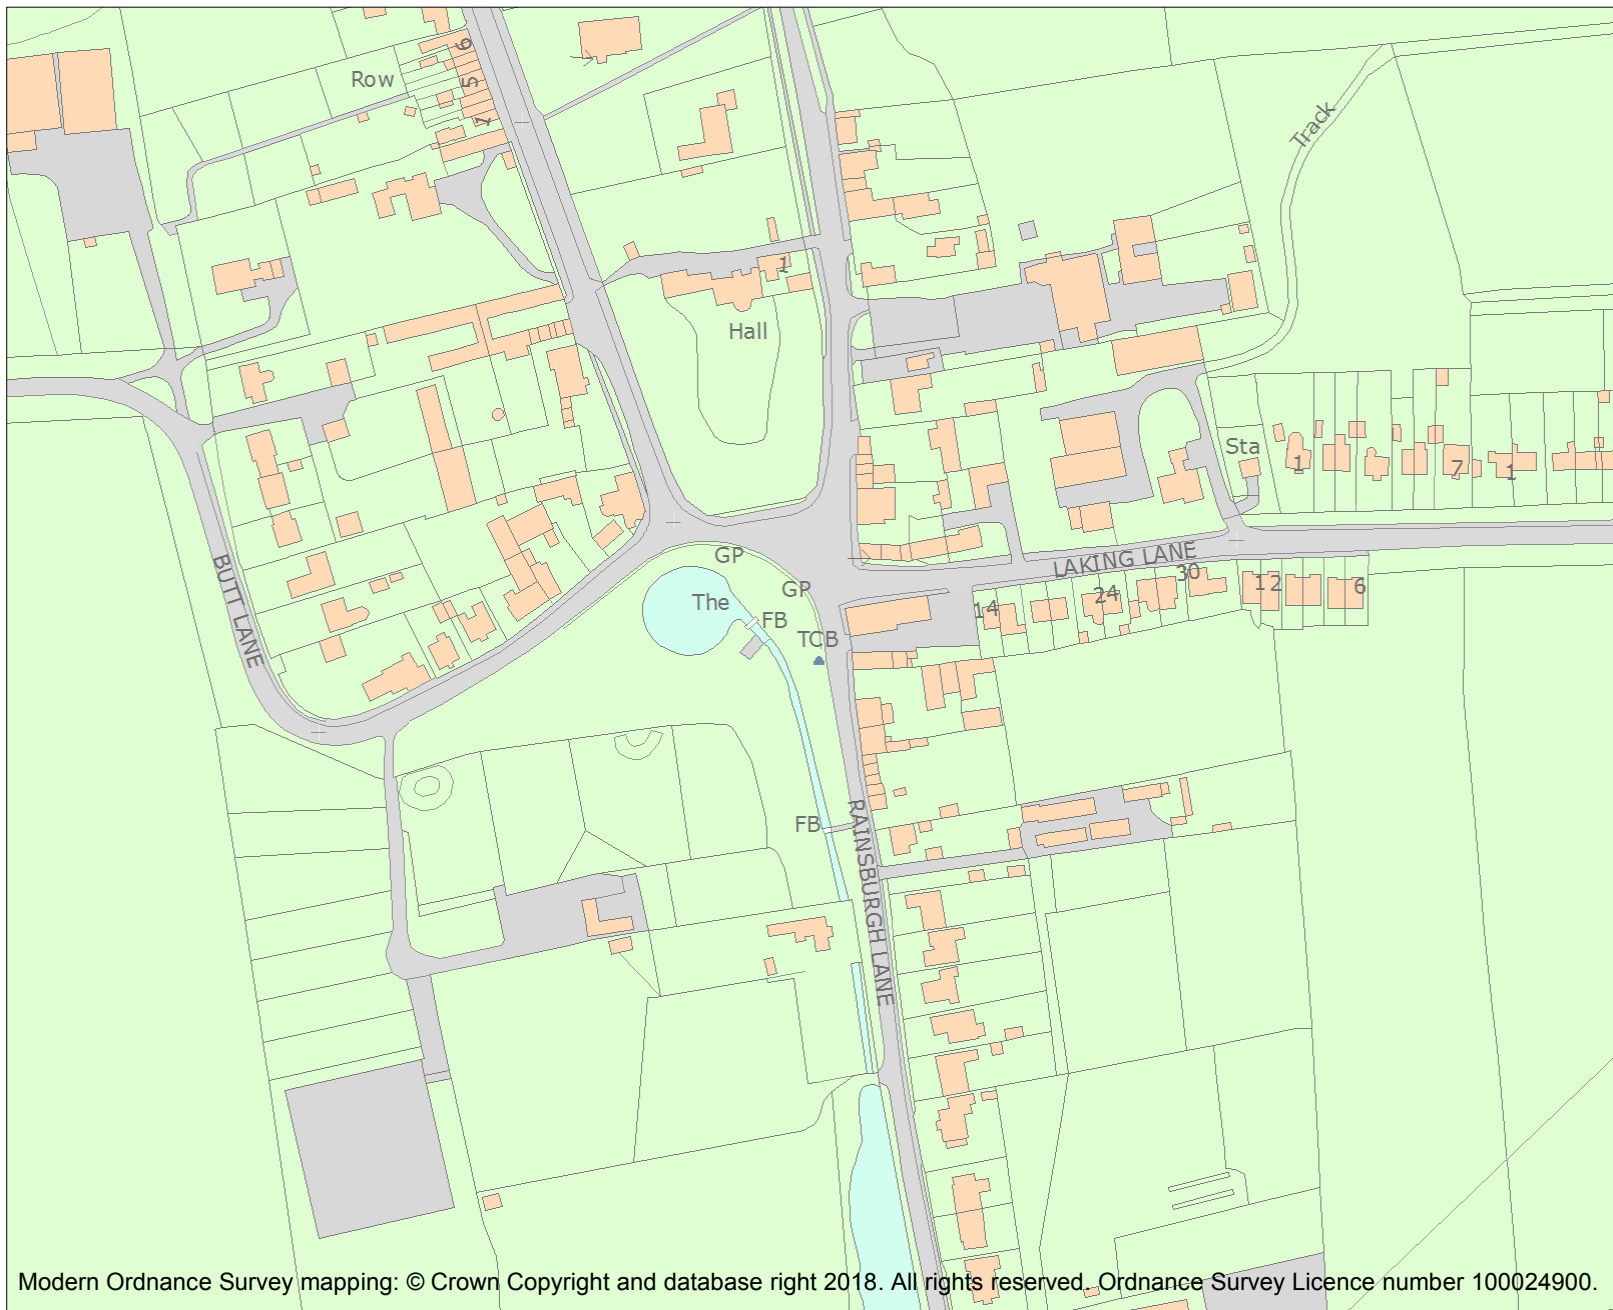 6
Row
5
1
Track
1
Hall
Sta
1
7
1
BUTT LANE
GP
LAKING LANE
GP
The
30
12
6
24
14
FB
TCB
FB
RAINSBURGH LANE
Modern Ordnance Survey mapping: © Crown Copyright and database right 2018. All rights reserved. Ordnance Survey Licence number 100024900.